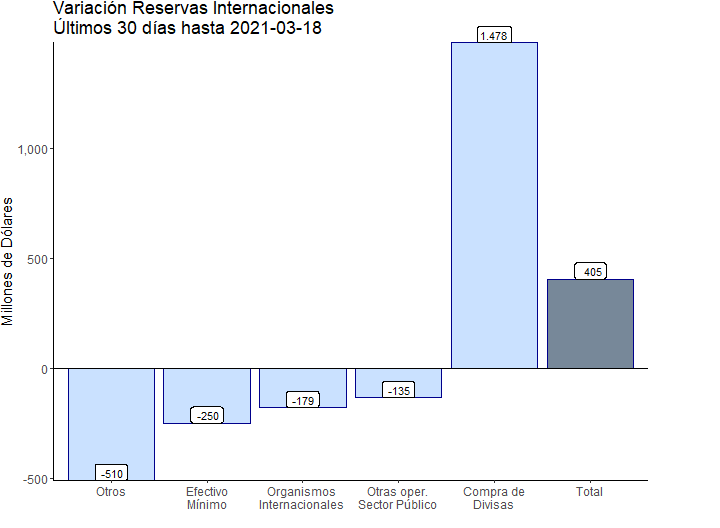 Variación Reservas Internacionales
Últimos 30 días hasta 2021-03-18
Millones de Dólares
1,000
500
0
-500
-510
-250
-179
-135
1.478
405
Otros
Efectivo
Mínimo
Organismos
Internacionales
Otras oper.
Sector Público
Compra de
Divisas
Total